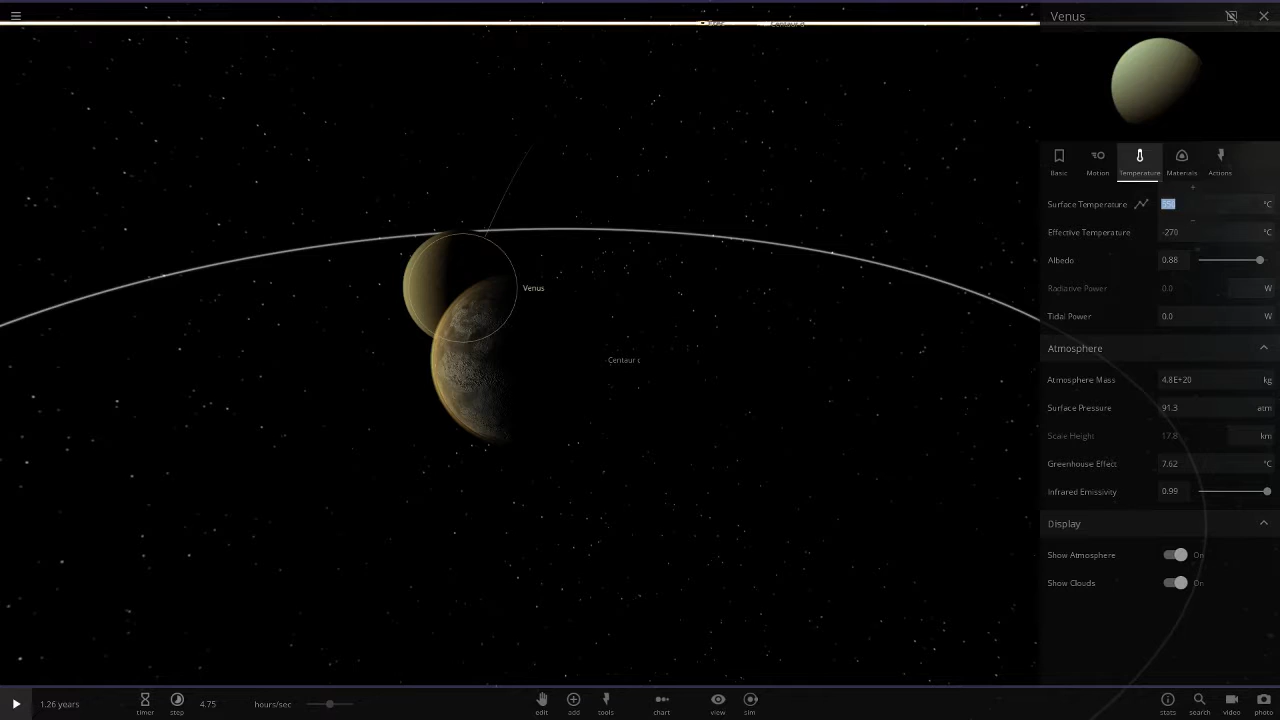 Venus
Venus
Basic
Motion
Temperature
Materials
Actions
Surface Temperature °C
Effective Temperature -270 °C
Albedo 0.88
Radiative Power 0.0 W
Tidal Power 0.0 W
Atmosphere
Atmosphere Mass 4.8E+20 kg
Surface Pressure 91.3 atm
Scale Height 17.8 km
Greenhouse Effect 7.62 °C
Infrared Emissivity 0.99
Display
Show Atmosphere On
Show Clouds On
1.26 years
timer
step
4.75 hours/sec
edit
add
tools
chart
view
sim
stats
search
video
photo